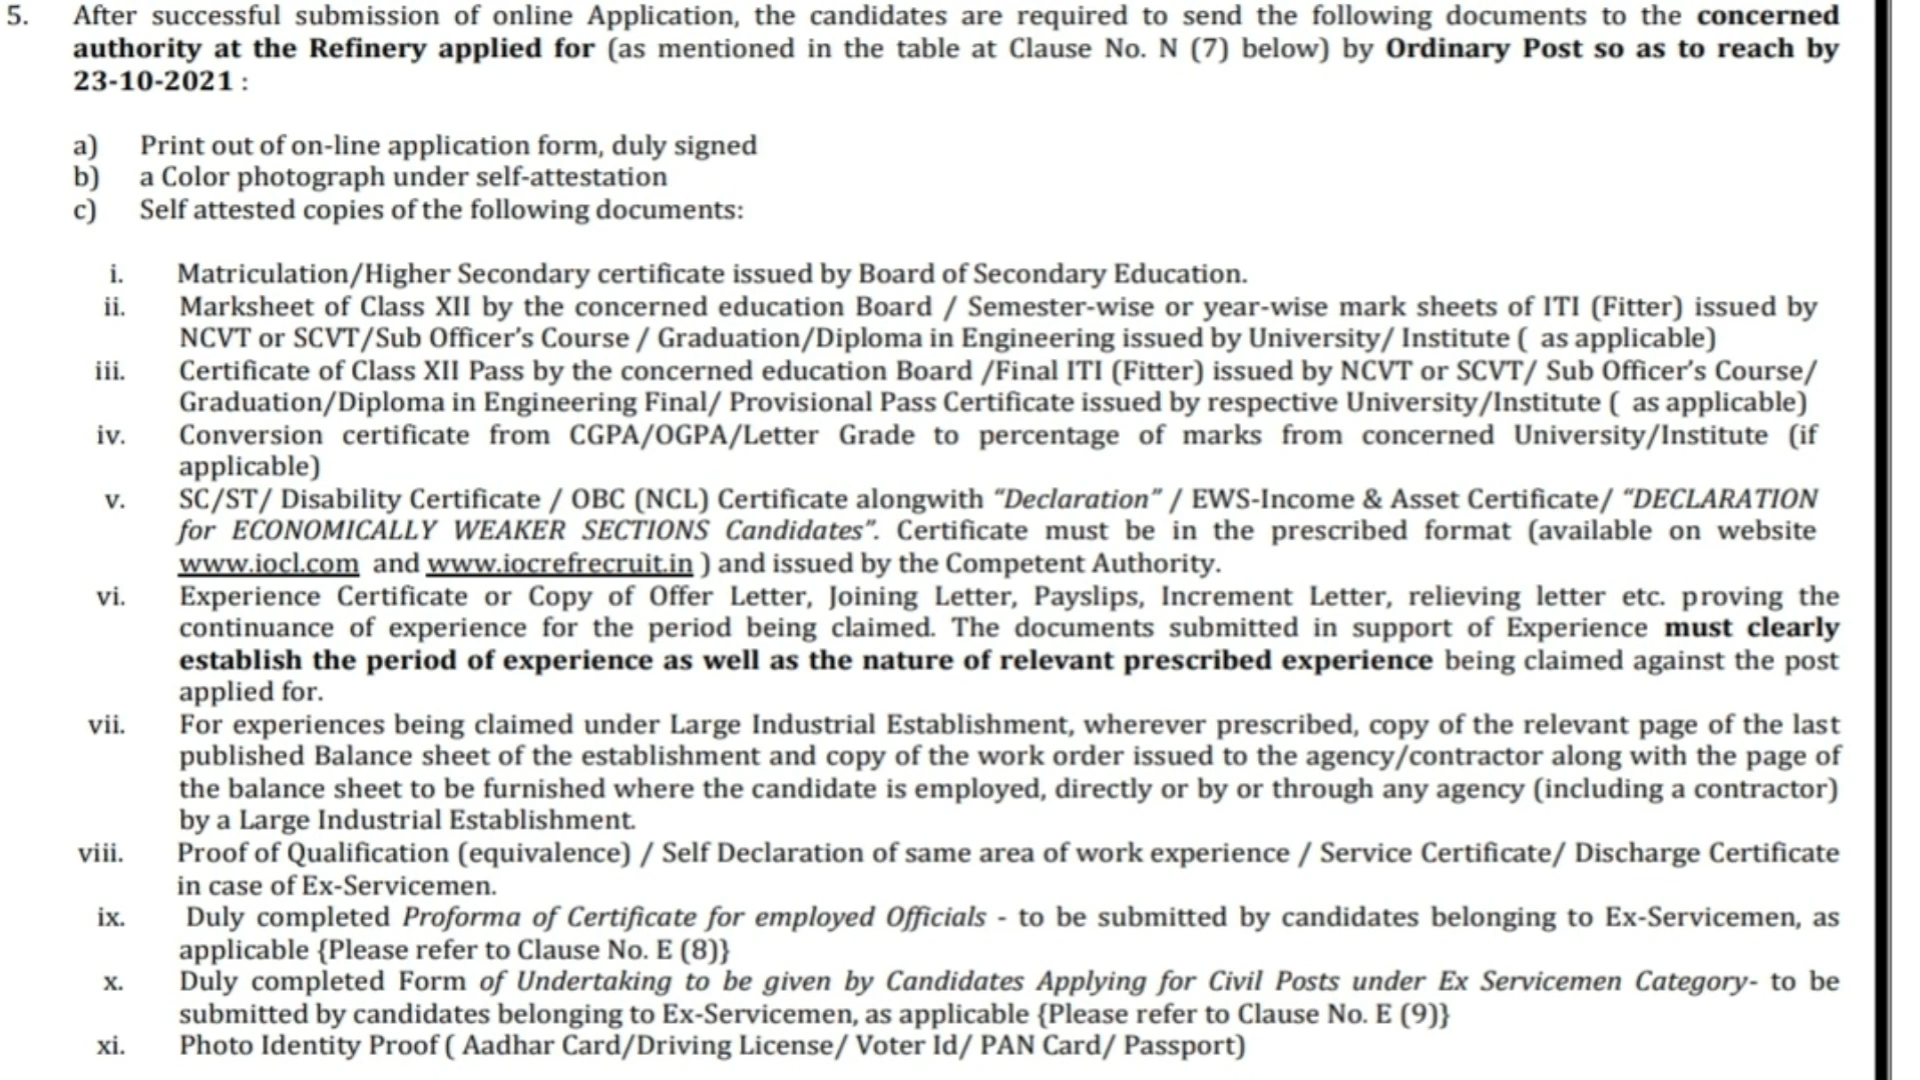 5. After successful submission of online Application, the candidates are required to send the following documents to the concerned
authority at the Refinery applied for (as mentioned in the table at Clause No. N (7) below) by Ordinary Post so as to reach by
23-10-2021 :
a) Print out of on-line application form, duly signed
b) a Color photograph under self-attestation
c) Self attested copies of the following documents:
i. Matriculation/Higher Secondary certificate issued by Board of Secondary Education.
ii. Marksheet of Class XII by the concerned education Board / Semester-wise or year-wise mark sheets of ITI (Fitter) issued by
NCVT or SCVT/Sub Officer's Course / Graduation/Diploma in Engineering issued by University/ Institute ( as applicable)
iii. Certificate of Class XII Pass by the concerned education Board /Final ITI (Fitter) issued by NCVT or SCVT/ Sub Officer's Course/
Graduation/Diploma in Engineering Final/ Provisional Pass Certificate issued by respective University/Institute ( as applicable)
iv. Conversion certificate from CGPA/OGPA/Letter Grade to percentage of marks from concerned University/Institute (if
applicable)
v. SC/ST/ Disability Certificate / OBC (NCL) Certificate alongwith “Declaration” / EWS-Income & Asset Certificate/ “DECLARATION
for ECONOMICALLY WEAKER SECTIONS Candidates”. Certificate must be in the prescribed format (available on website
www.iocl.com and www.iocrefrecruit.in ) and issued by the Competent Authority.
vi. Experience Certificate or Copy of Offer Letter, Joining Letter, Payslips, Increment Letter, relieving letter etc. proving the
continuance of experience for the period being claimed. The documents submitted in support of Experience must clearly
establish the period of experience as well as the nature of relevant prescribed experience being claimed against the post
applied for.
vii. For experiences being claimed under Large Industrial Establishment, wherever prescribed, copy of the relevant page of the last
published Balance sheet of the establishment and copy of the work order issued to the agency/contractor along with the page of
the balance sheet to be furnished where the candidate is employed, directly or by or through any agency (including a contractor)
by a Large Industrial Establishment.
viii. Proof of Qualification (equivalence) / Self Declaration of same area of work experience / Service Certificate/ Discharge Certificate
in case of Ex-Servicemen.
ix. Duly completed Proforma of Certificate for employed Officials - to be submitted by candidates belonging to Ex-Servicemen, as
applicable {Please refer to Clause No. E (8)}
x. Duly completed Form of Undertaking to be given by Candidates Applying for Civil Posts under Ex Servicemen Category- to be
submitted by candidates belonging to Ex-Servicemen, as applicable {Please refer to Clause No. E (9)}
xi. Photo Identity Proof ( Aadhar Card/Driving License/ Voter Id/ PAN Card/ Passport)